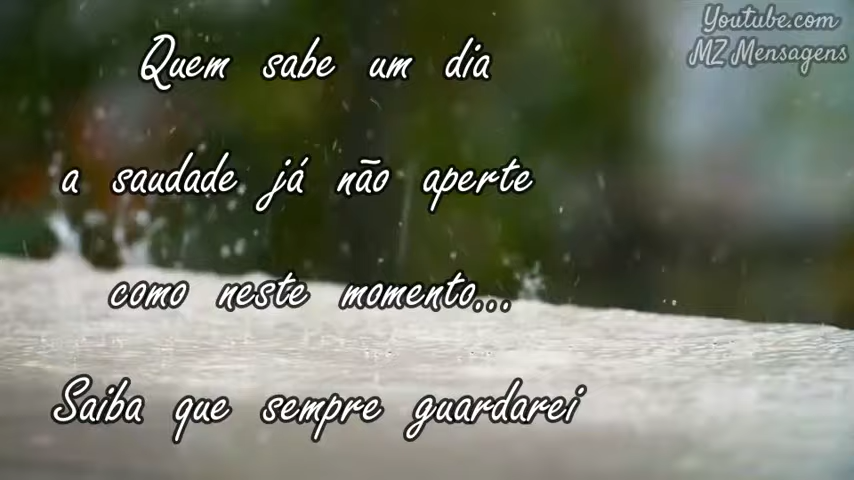 Youtube.com
MZ Mensagens
Quem sabe um dia
a saudade já não aperte
como neste momento...
Saiba que sempre guardarei